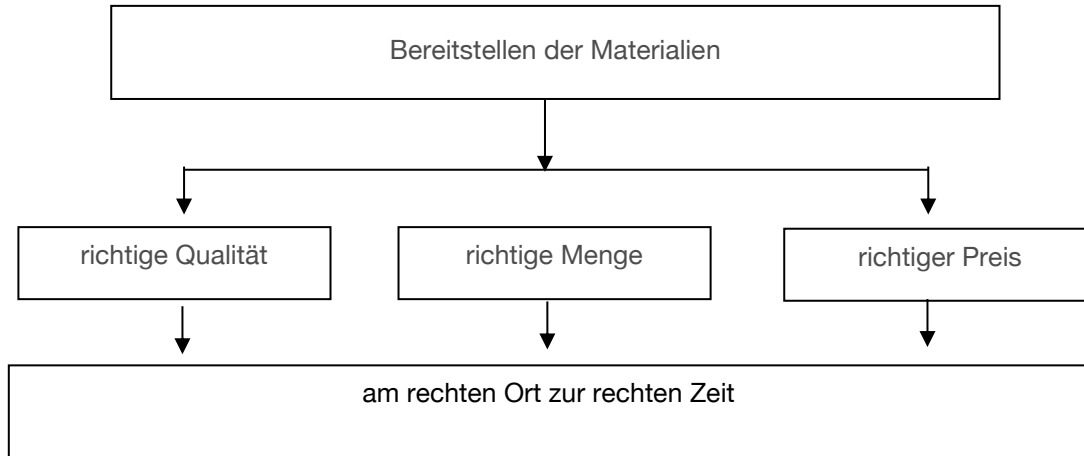 Bereitstellen der Materialien
richtige Qualität
richtige Menge
richtiger Preis
am rechten Ort zur rechten Zeit